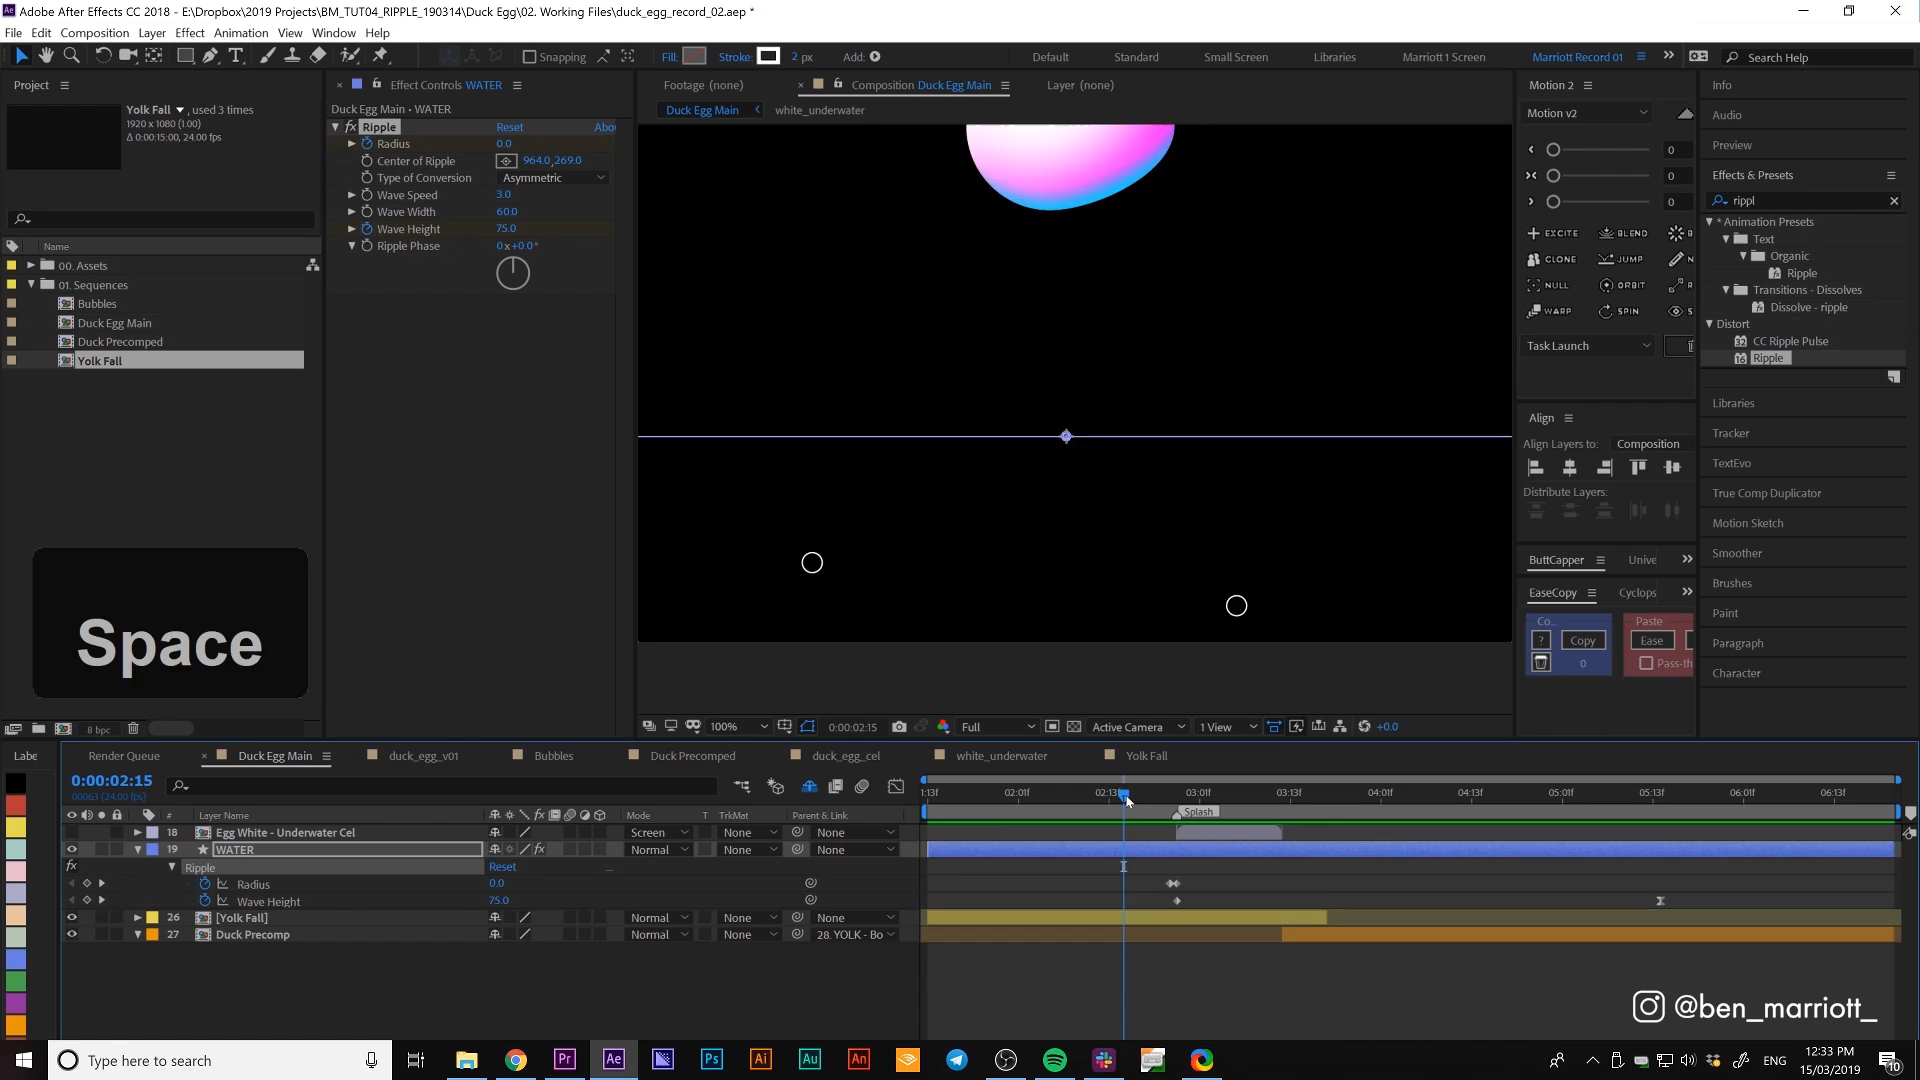 Adobe After Effects CC 2018 - E:\Dropbox\2019 Projects\BM_TUT04_RIPPLE_190314\Duck Egg\02. Working Files\duck_egg_record_02.aep *
File Edit Composition Layer Effect Animation View Window Help
Snapping Fill: Stroke: 2 px Add: Default Standard Small Screen Libraries Marriott 1 Screen Marriott Record 01 Search Help
Project
Yolk Fall , used 3 times
1920 x 1080 (1.00)
Δ 0:00:15:00, 24.00 fps
Name
00. Assets
01. Sequences
Bubbles
Duck Egg Main
Duck Precomped
Yolk Fall
Space
8 bpc
Effect Controls WATER
Duck Egg Main • WATER
fx Ripple Reset Abou
Radius 0.0
Center of Ripple 964.0,269.0
Type of Conversion Asymmetric
Wave Speed 3.0
Wave Width 60.0
Wave Height 75.0
Ripple Phase 0x+0.0°
Footage (none) Composition Duck Egg Main Layer (none)
Duck Egg Main white_underwater
100% 0:00:02:15 Full Active Camera 1 View +0.0
Motion 2
Motion v2
0
0
0
EXCITE BLEND B
CLONE JUMP N
NULL ORBIT R
WARP SPIN S
Task Launch
Align
Align Layers to: Composition
Distribute Layers:
ButtCapper Unive
EaseCopy Cyclops
Co... Paste
? Copy Ease
0 Pass-th
Info
Audio
Preview
Effects & Presets
rippl
* Animation Presets
Text
Organic
Ripple
Transitions - Dissolves
Dissolve - ripple
Distort
CC Ripple Pulse
Ripple
Libraries
Tracker
TextEvo
True Comp Duplicator
Motion Sketch
Smoother
Brushes
Paint
Paragraph
Character
Labe Render Queue Duck Egg Main duck_egg_v01 Bubbles Duck Precomped duck_egg_cel white_underwater Yolk Fall
0:00:02:15
00063 (24.00 fps)
:13f 02:01f 02:13f 03:01f 03:13f 04:01f 04:13f 05:01f 05:13f 06:01f 06:13f
# Layer Name Mode T TrkMat Parent & Link
Splash
18 Egg White - Underwater Cel Screen None None
19 WATER fx Normal None None
fx Ripple Reset
Radius 0.0
Wave Height 75.0
26 [Yolk Fall] Normal None None
27 Duck Precomp Normal None 28. YOLK - Bo
@ben_marriott_
Type here to search
Pr Ae Ps Ai Au An
ENG
12:33 PM
15/03/2019
10